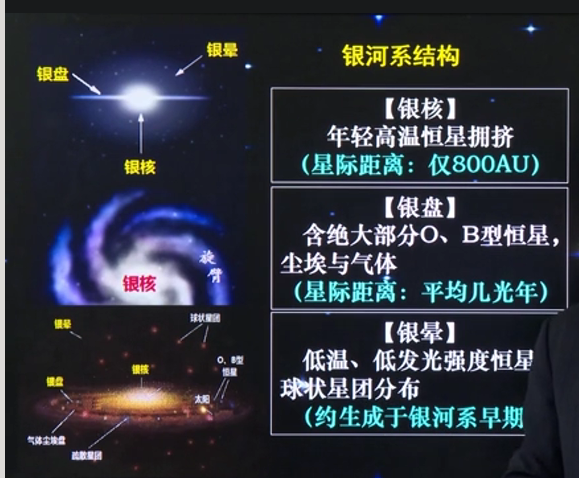 银晕
银盘
银核
旋臂
银核
银晕
球状星团
银核
O、B型
恒星
银盘
太阳
气体尘埃盘
疏散星团
银河系结构
【银核】
年轻高温恒星拥挤
(星际距离：仅800AU)
【银盘】
含绝大部分O、B型恒星，
尘埃与气体
(星际距离：平均几光年)
【银晕】
低温、低发光强度恒星
球状星团分布
(约生成于银河系早期